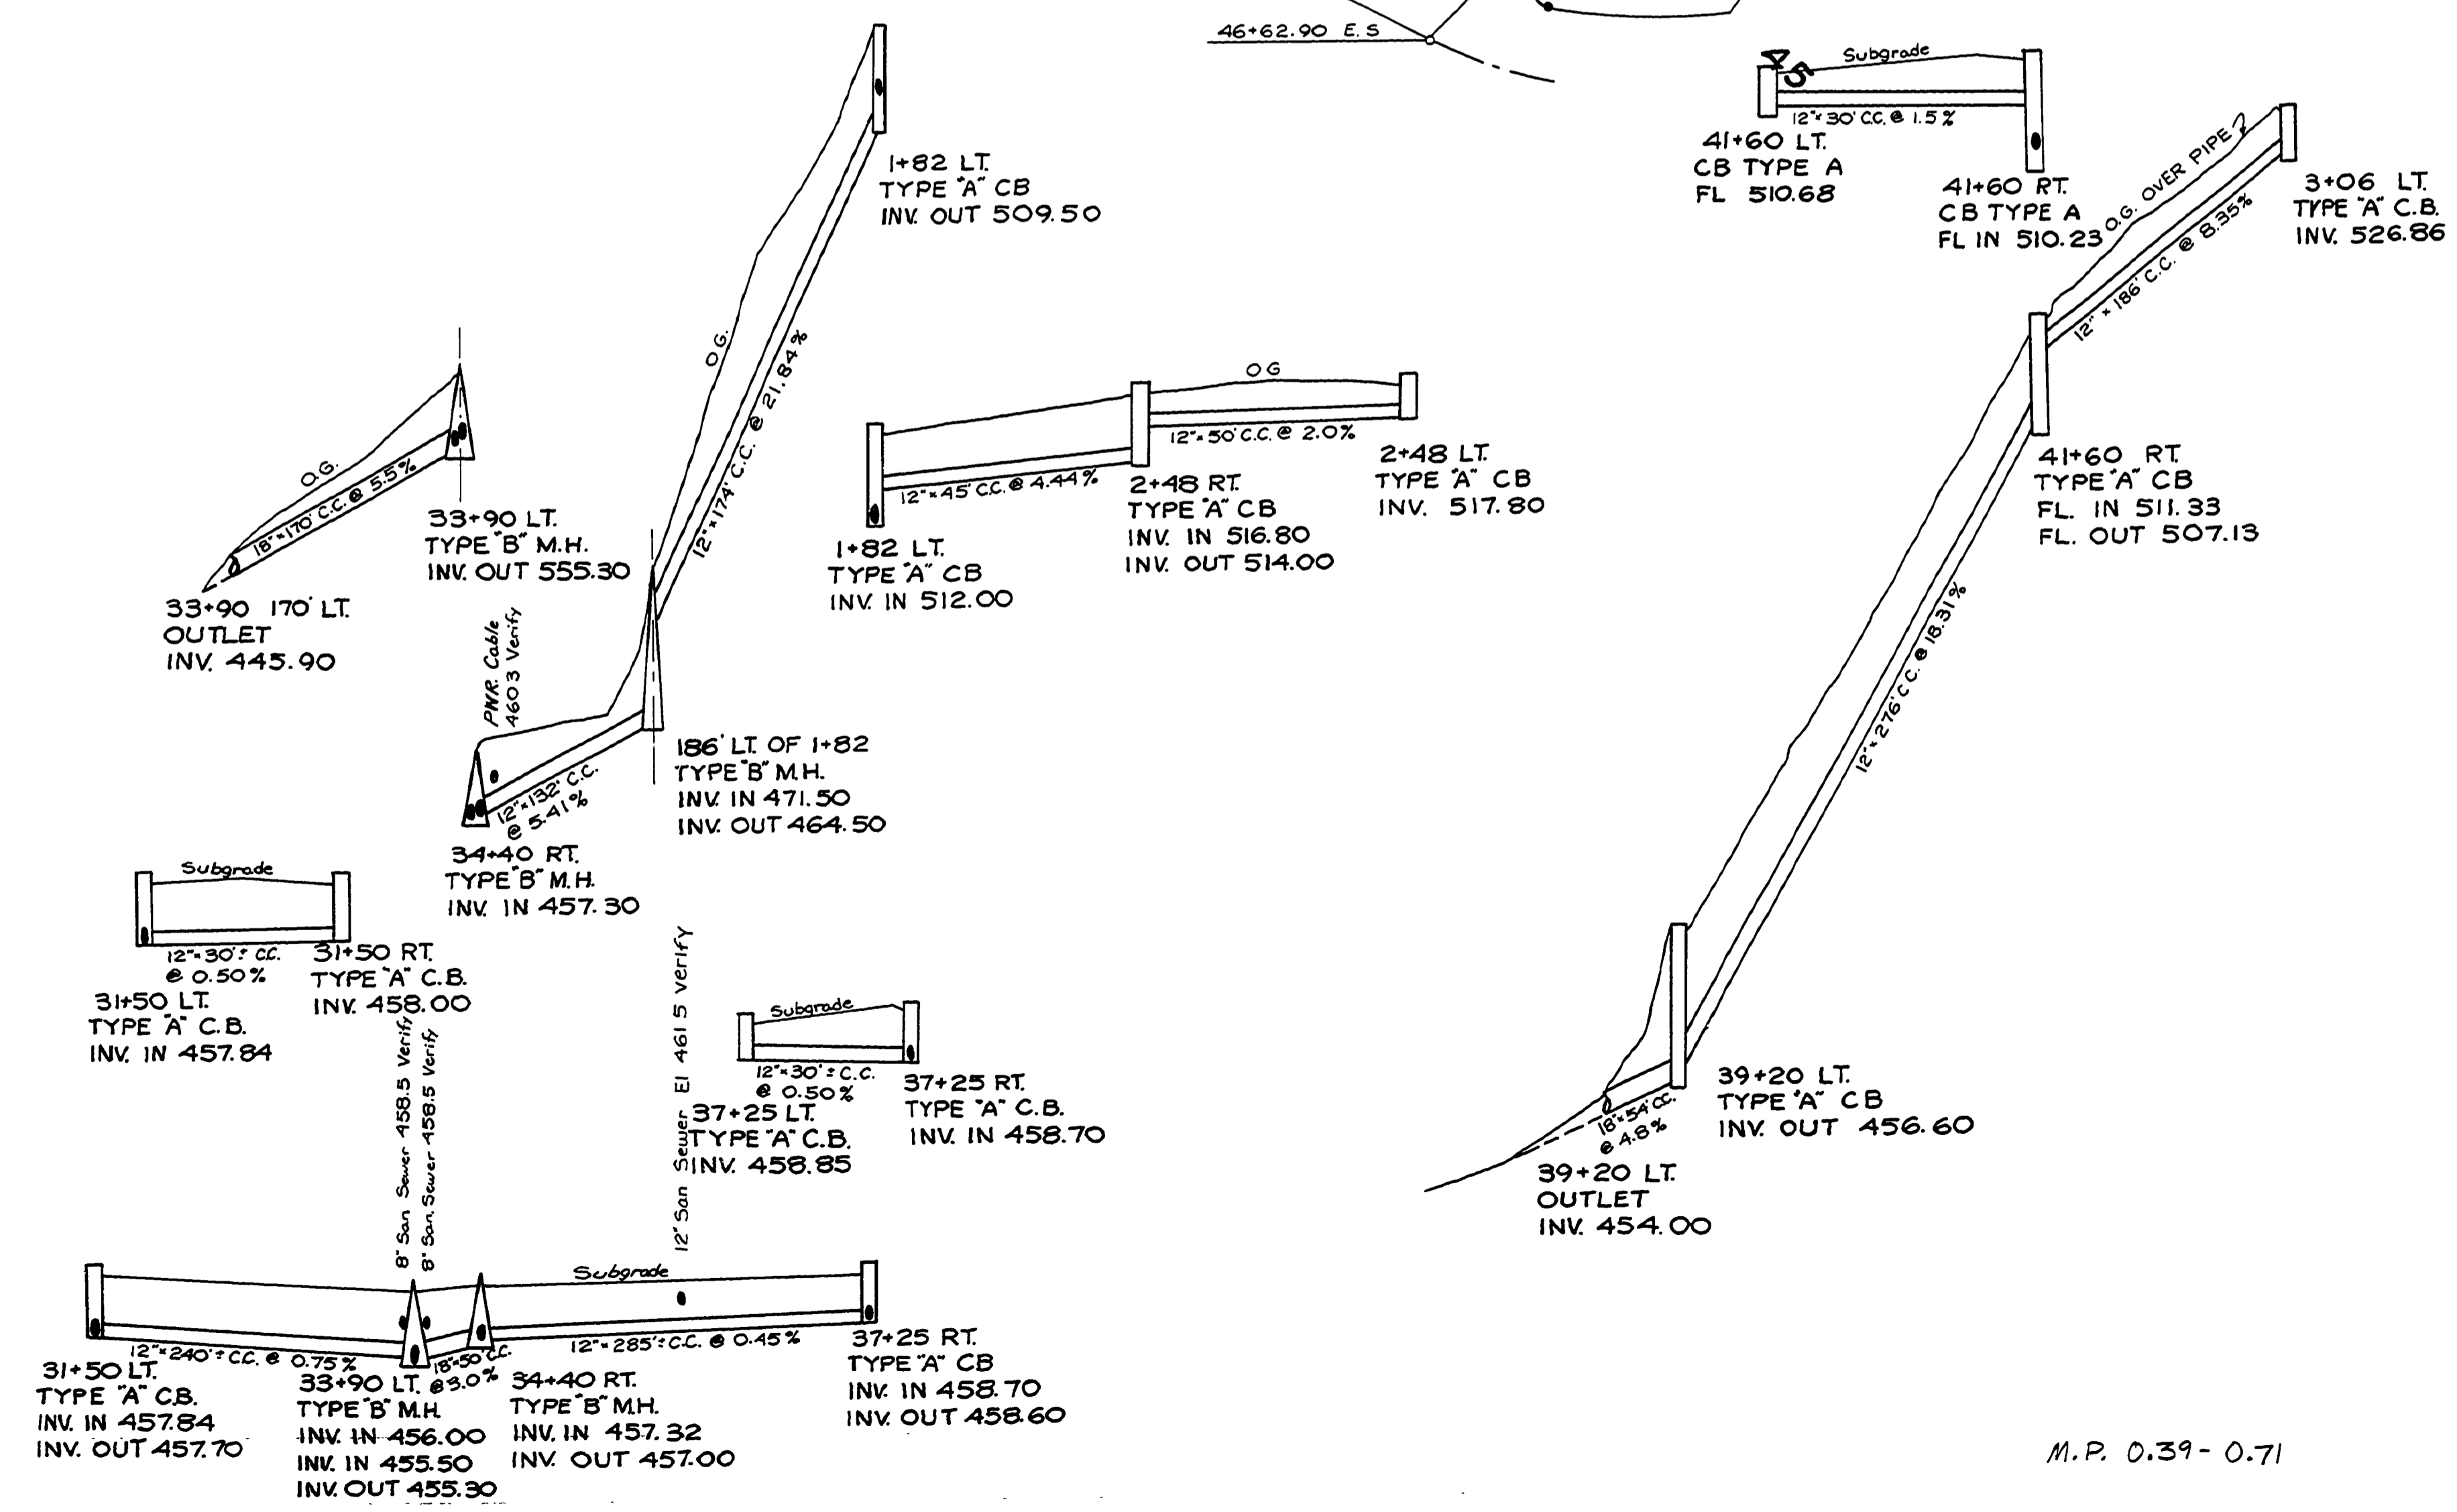 46+62.90 E.S
45
Subgrade
12"×30' C.C. @ 1.5%
41+60 LT.
CB TYPE A
FL 510.68
41+60 RT.
CB TYPE A
FL IN 510.23
O.G. OVER PIPE
12"×186' C.C. @ 8.35%
3+06 LT.
TYPE "A" C.B.
INV. 526.86
1+82 LT.
TYPE "A" CB
INV. OUT 509.50
O.G.
12"×174' C.C. @ 21.84%
O.G.
18"×170' C.C. @ 5.5%
33+90 LT.
TYPE "B" M.H.
INV. OUT 555.30
33+90 170' LT.
OUTLET
INV. 445.90
O G
12"×45' C.C. @ 4.44%
12"×50' C.C. @ 2.0%
1+82 LT.
TYPE "A" CB
INV. IN 512.00
2+48 RT.
TYPE "A" CB
INV. IN 516.80
INV. OUT 514.00
2+48 LT.
TYPE "A" CB
INV. 517.80
41+60 RT.
TYPE "A" CB
FL. IN 511.33
FL. OUT 507.13
12"×276' C.C. @ 18.31%
PWR. Cable
460 3 Verify
12"×132' C.C.
@ 5.41%
186' LT. OF 1+82
TYPE "B" M.H.
INV. IN 471.50
INV. OUT 464.50
34+40 RT.
TYPE "B" M.H.
INV. IN 457.30
Subgrade
12"×30'± C.C.
@ 0.50%
31+50 LT.
TYPE "A" C.B.
INV. IN 457.84
31+50 RT.
TYPE "A" C.B.
INV. 458.00
Subgrade
12"×30'± C.C.
@ 0.50%
37+25 LT.
TYPE "A" C.B.
INV. 458.85
37+25 RT.
TYPE "A" C.B.
INV. IN 458.70
18"×54' C.C.
@ 4.8%
39+20 LT.
TYPE "A" CB
INV. OUT 456.60
39+20 LT.
OUTLET
INV. 454.00
8" San Sewer 458.5 Verify
8" San. Sewer 458.5 Verify
12" San Sewer El 461 5 Verify
Subgrade
12"×240'± C.C. @ 0.75%
18"×50' C.C.
@ 3.0%
12"×285'± C.C. @ 0.45%
31+50 LT.
TYPE "A" C.B.
INV. IN 457.84
INV. OUT 457.70
33+90 LT.
TYPE "B" M.H.
INV. IN 456.00
INV. IN 455.50
INV. OUT 455.30
34+40 RT.
TYPE "B" M.H.
INV. IN 457.32
INV. OUT 457.00
37+25 RT.
TYPE "A" CB
INV. IN 458.70
INV. OUT 458.60
M.P. 0.39 - 0.71